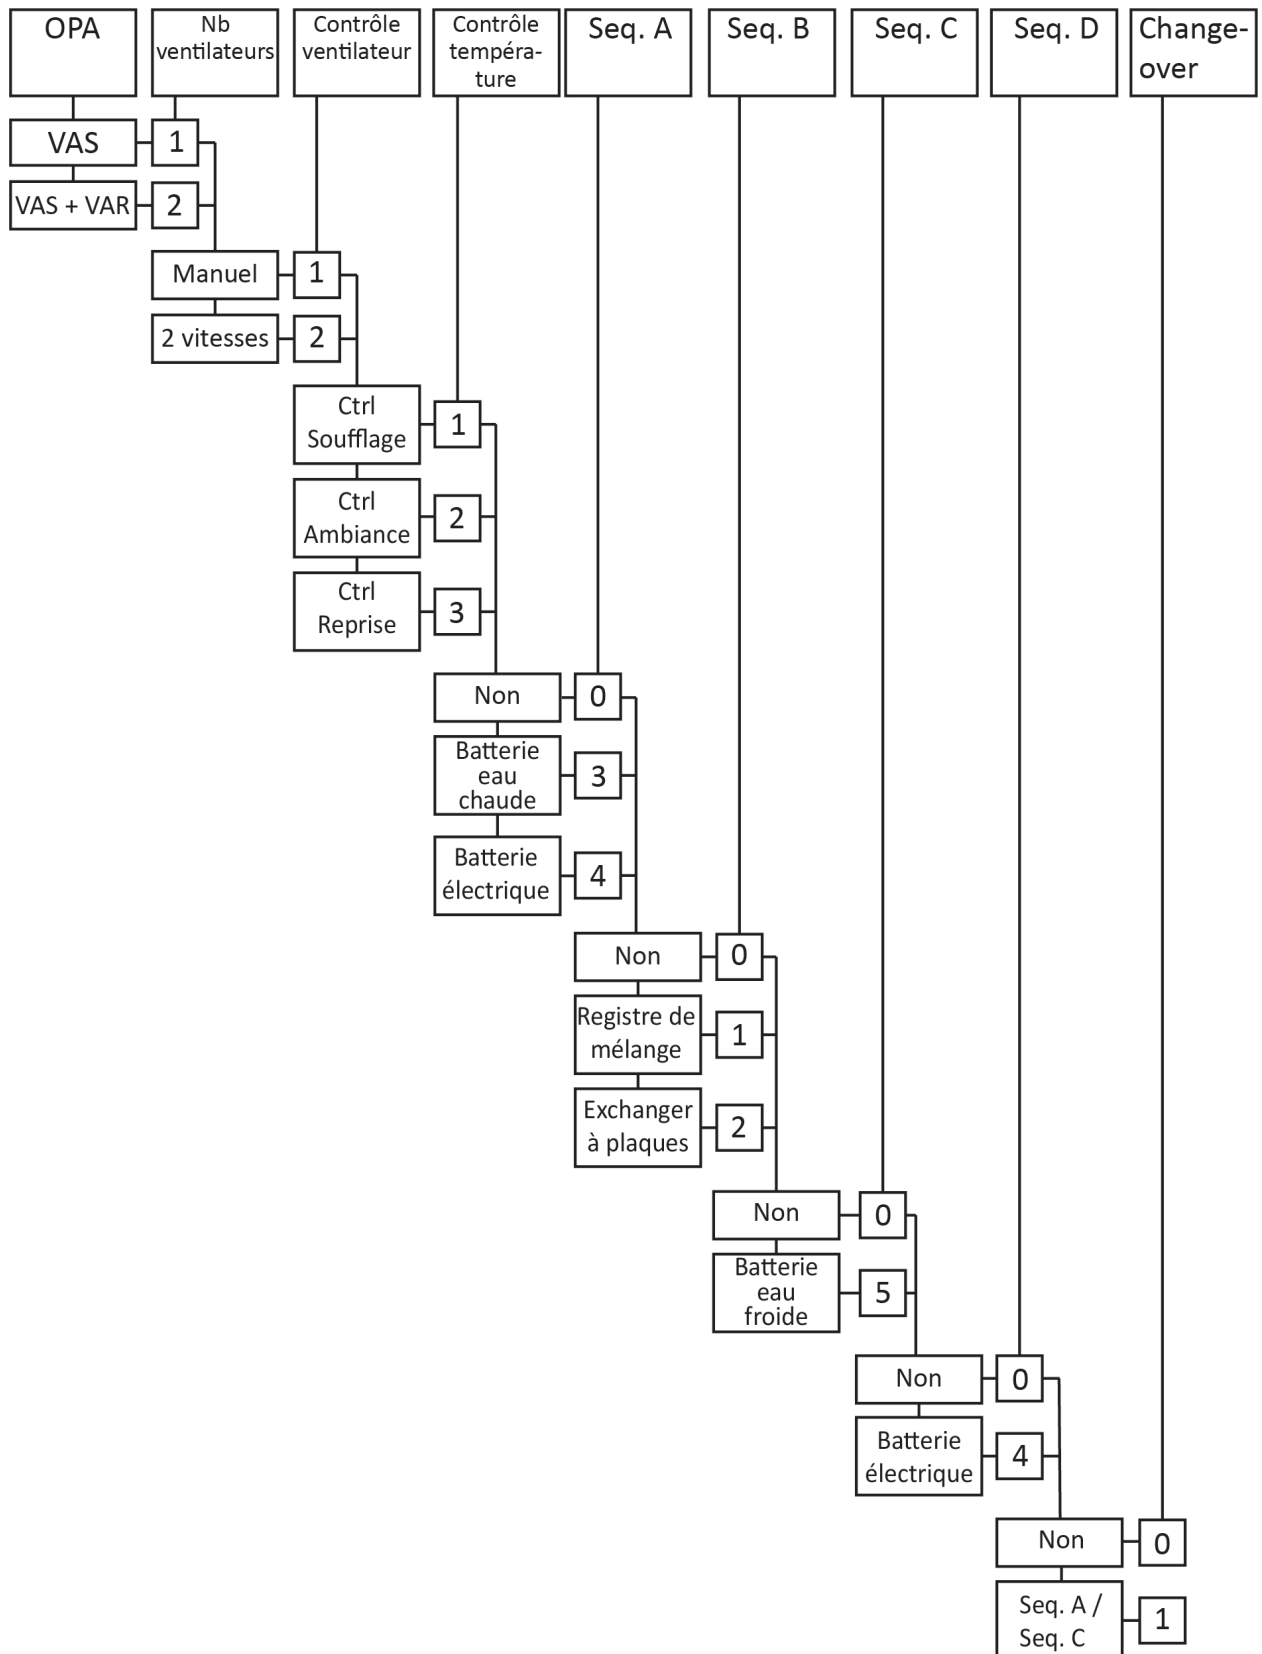 OPA
Nb
ventilateurs
Contrôle
ventilateur
Contrôle
tempéra-
ture
Seq. A
Seq. B
Seq. C
Seq. D
Change-
over
VAS
1
VAS + VAR
2
Manuel
1
2 vitesses
2
Ctrl
Soufflage
1
Ctrl
Ambiance
2
Ctrl
Reprise
3
Non
0
Batterie
eau
chaude
3
Batterie
électrique
4
Non
0
Registre de
mélange
1
Exchanger
à plaques
2
Non
0
Batterie
eau
froide
5
Non
0
Batterie
électrique
4
Non
0
Seq. A /
Seq. C
1